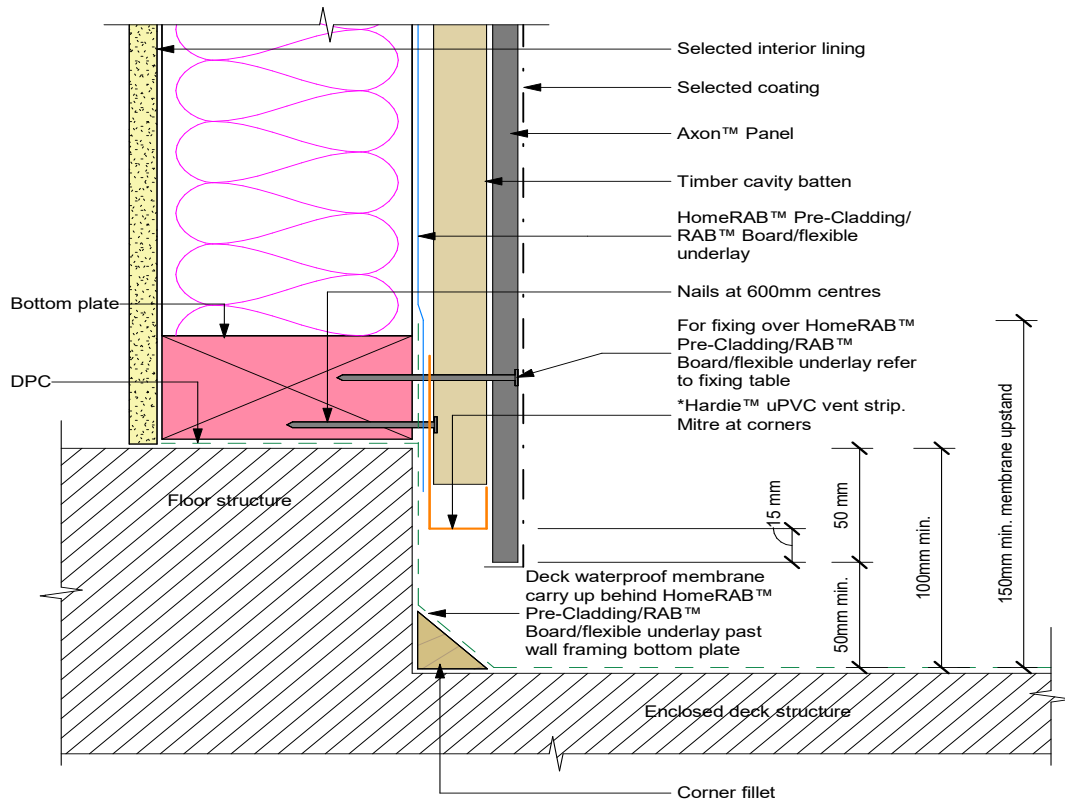 Selected interior lining
Selected coating
Axon™ Panel
Timber cavity batten
HomeRAB™ Pre-Cladding/
RAB™ Board/flexible
underlay
Nails at 600mm centres
Bottom plate
For fixing over HomeRAB™
Pre-Cladding/RAB™
Board/flexible underlay refer
to fixing table
DPC
*Hardie™ uPVC vent strip.
Mitre at corners
Floor structure
15 mm
50 mm
50mm min.
100mm min.
150mm min. membrane upstand
Deck waterproof membrane
carry up behind HomeRAB™
Pre-Cladding/RAB™
Board/flexible underlay past
wall framing bottom plate
Enclosed deck structure
Corner fillet